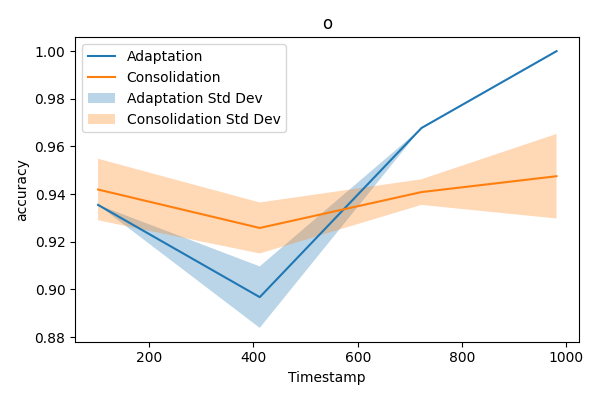 o
1.00
0.98
0.96
0.94
0.92
0.90
0.88
accuracy
Adaptation
Consolidation
Adaptation Std Dev
Consolidation Std Dev
200
400
600
800
1000
Timestamp